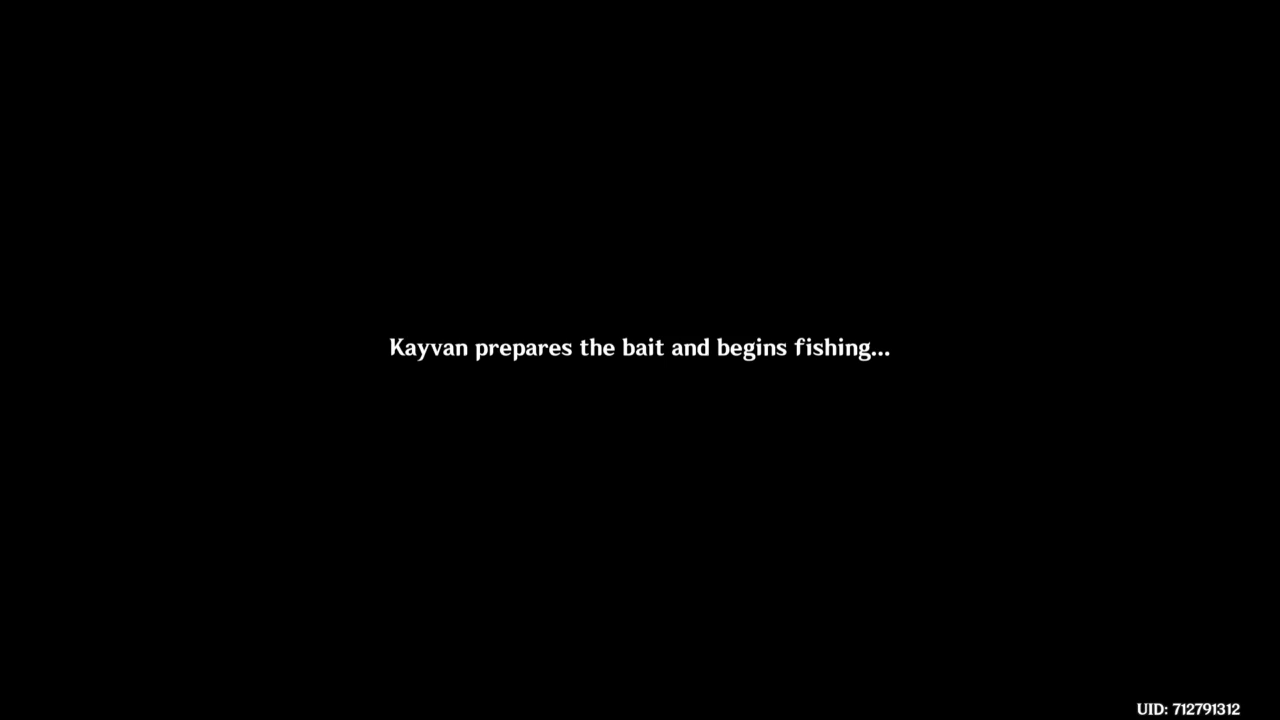 Kayvan prepares the bait and begins fishing...
UID: 712791312